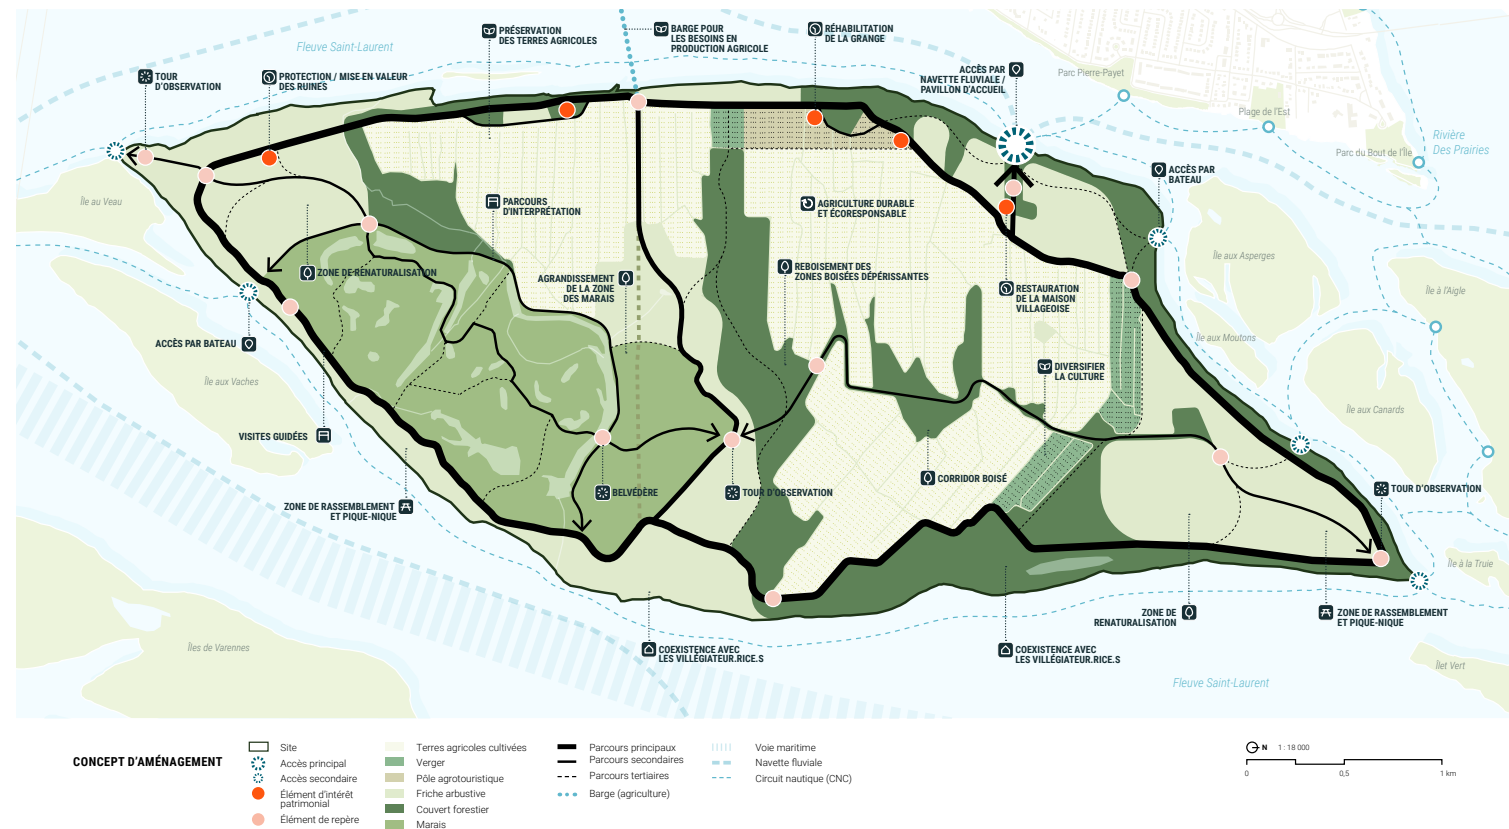 Fleuve Saint-Laurent
PRÉSERVATION
DES TERRES AGRICOLES
BARGE POUR
LES BESOINS EN
PRODUCTION AGRICOLE
RÉHABILITATION
DE LA GRANGE
TOUR
D'OBSERVATION
PROTECTION / MISE EN VALEUR
DES RUINES
ACCÈS PAR
NAVETTE FLUVIALE /
PAVILLON D'ACCUEIL
Parc Pierre-Payet
Plage de l'Est
Parc du Bout de l'Île
Rivière
Des Prairies
ACCÈS PAR
BATEAU
Île au Veau
PARCOURS
D'INTERPRÉTATION
AGRICULTURE DURABLE
ET ÉCORESPONSABLE
ZONE DE RENATURALISATION
AGRANDISSEMENT
DE LA ZONE
DES MARAIS
REBOISEMENT DES
ZONES BOISÉES DÉPÉRISSANTES
RESTAURATION
DE LA MAISON
VILLAGEOISE
Île aux Asperges
Île à l'Aigle
Île aux Moutons
ACCÈS PAR BATEAU
Île aux Vaches
DIVERSIFIER
LA CULTURE
Île aux Canards
VISITES GUIDÉES
CORRIDOR BOISÉ
BELVÉDÈRE
TOUR D'OBSERVATION
TOUR D'OBSERVATION
ZONE DE RASSEMBLEMENT
ET PIQUE-NIQUE
Île à la Truie
ZONE DE
RENATURALISATION
ZONE DE RASSEMBLEMENT
ET PIQUE-NIQUE
Îles de Varennes
COEXISTENCE AVEC
LES VILLÉGIATEUR.RICE.S
COEXISTENCE AVEC
LES VILLÉGIATEUR.RICE.S
Îlet Vert
Fleuve Saint-Laurent
CONCEPT D'AMÉNAGEMENT
Site
Accès principal
Accès secondaire
Élément d'intérêt
patrimonial
Élément de repère
Terres agricoles cultivées
Verger
Pôle agrotouristique
Friche arbustive
Couvert forestier
Marais
Parcours principaux
Parcours secondaires
Parcours tertiaires
Barge (agriculture)
Voie maritime
Navette fluviale
Circuit nautique (CNC)
N 1 : 18 000
0 0,5 1 km